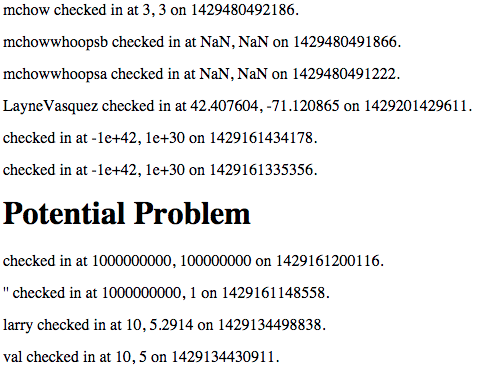 mchow checked in at 3, 3 on 1429480492186.
mchowwhoopsb checked in at NaN, NaN on 1429480491866.
mchowwhoopsa checked in at NaN, NaN on 1429480491222.
LayneVasquez checked in at 42.407604, -71.120865 on 1429201429611.
checked in at -1e+42, 1e+30 on 1429161434178.
checked in at -1e+42, 1e+30 on 1429161335356.
Potential Problem
checked in at 1000000000, 100000000 on 1429161200116.
" checked in at 1000000000, 1 on 1429161148558.
larry checked in at 10, 5.2914 on 1429134498838.
val checked in at 10, 5 on 1429134430911.